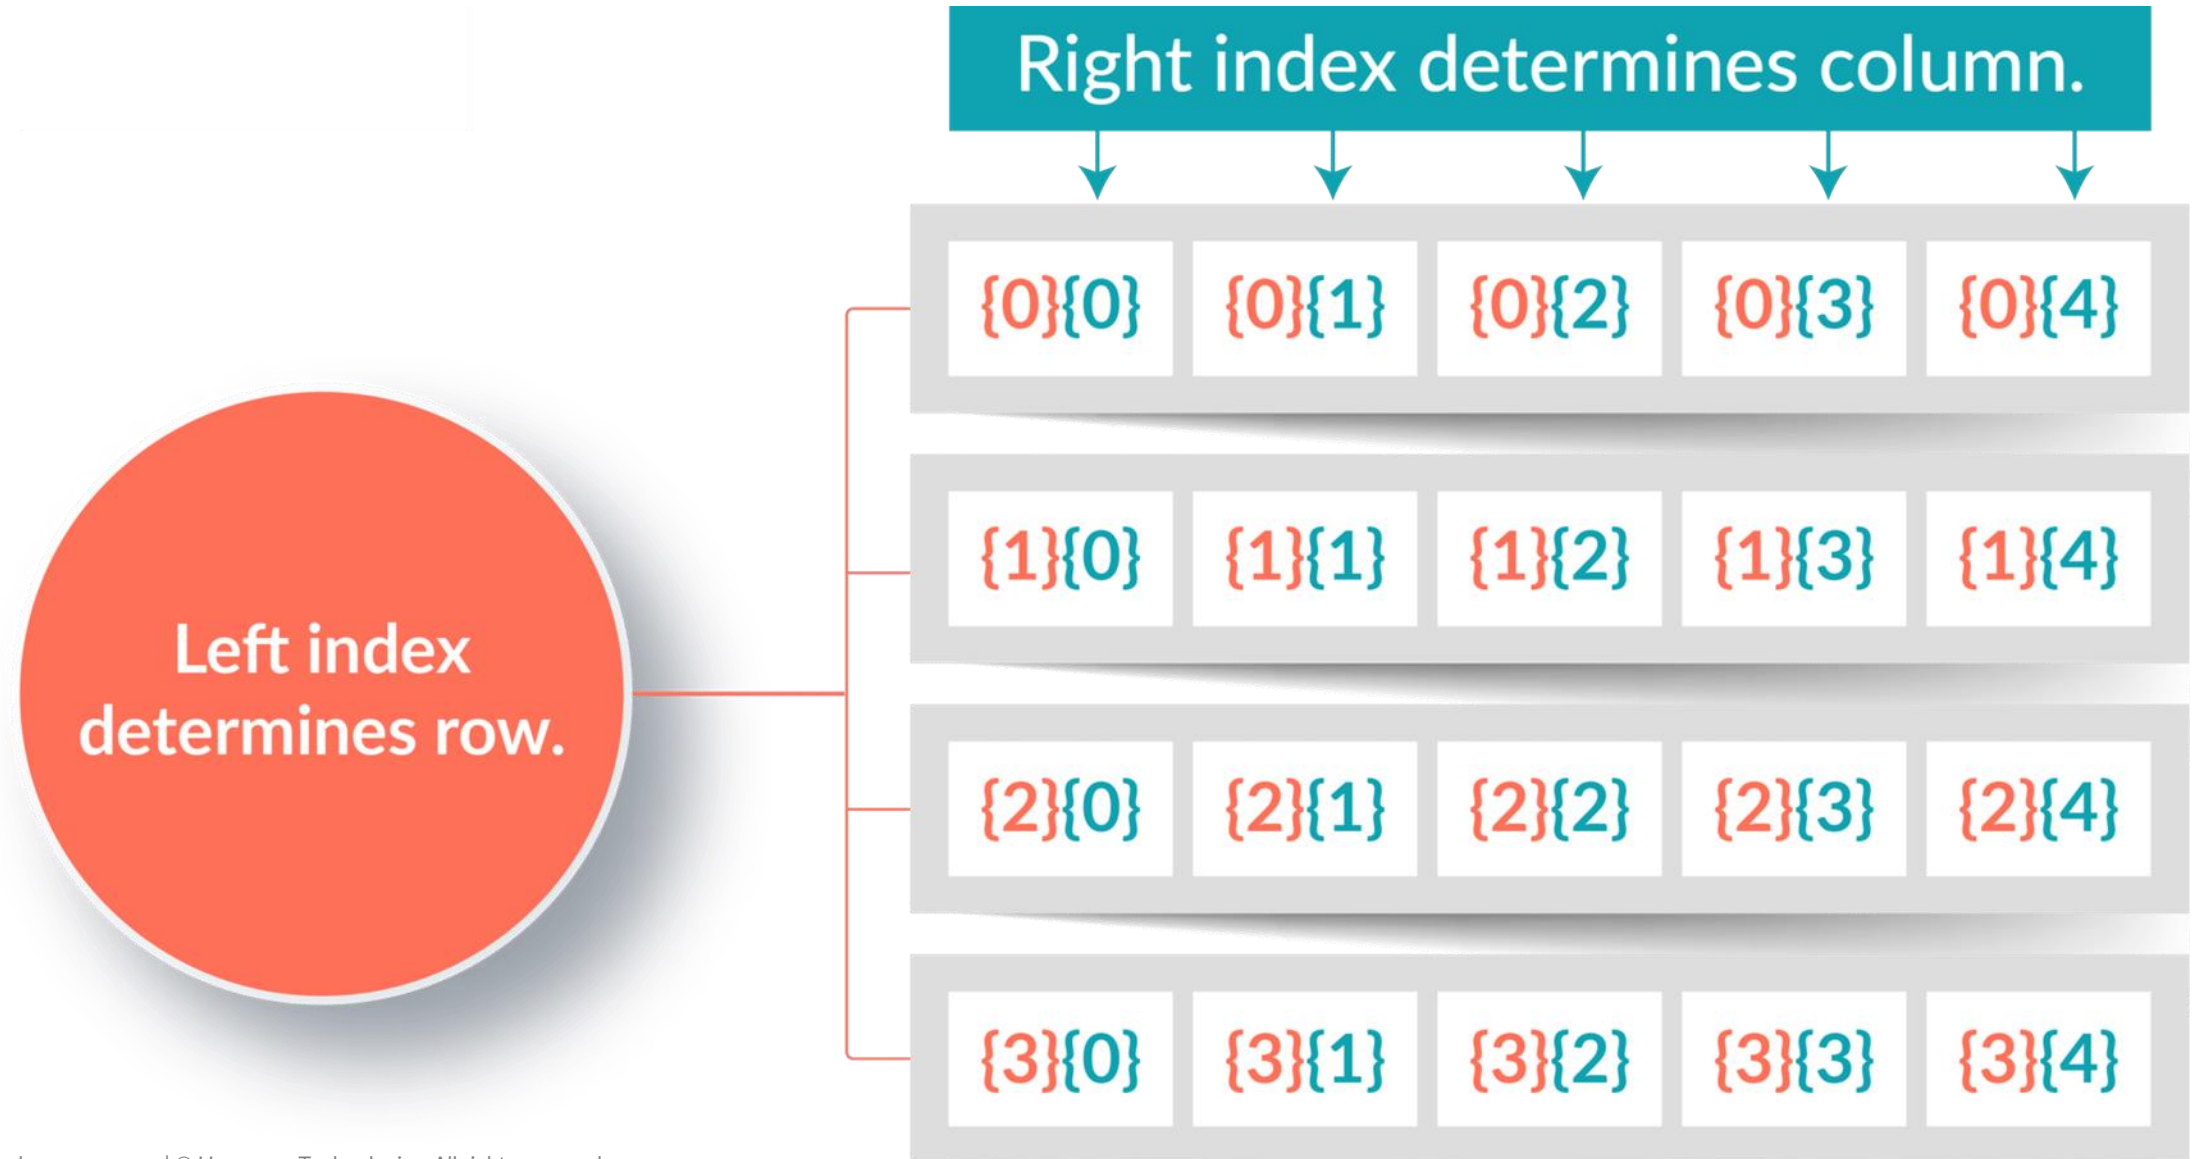 Right index determines column.
{0}{0} {0}{1} {0}{2} {0}{3} {0}{4}
{1}{0} {1}{1} {1}{2} {1}{3} {1}{4}
Left index
determines row.
{2}{0} {2}{1} {2}{2} {2}{3} {2}{4}
{3}{0} {3}{1} {3}{2} {3}{3} {3}{4}